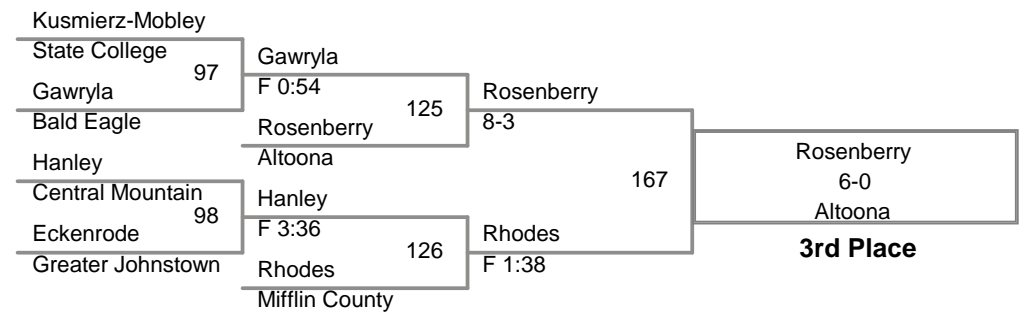 Kusmierz-Mobley
State College
97
Gawryla
Bald Eagle
Hanley
Central Mountain
98
Eckenrode
Greater Johnstown
Gawryla
F 0:54
125
Rosenberry
Altoona
Hanley
F 3:36
126
Rhodes
Mifflin County
Rosenberry
8-3
167
Rhodes
F 1:38
Rosenberry
6-0
Altoona
3rd Place